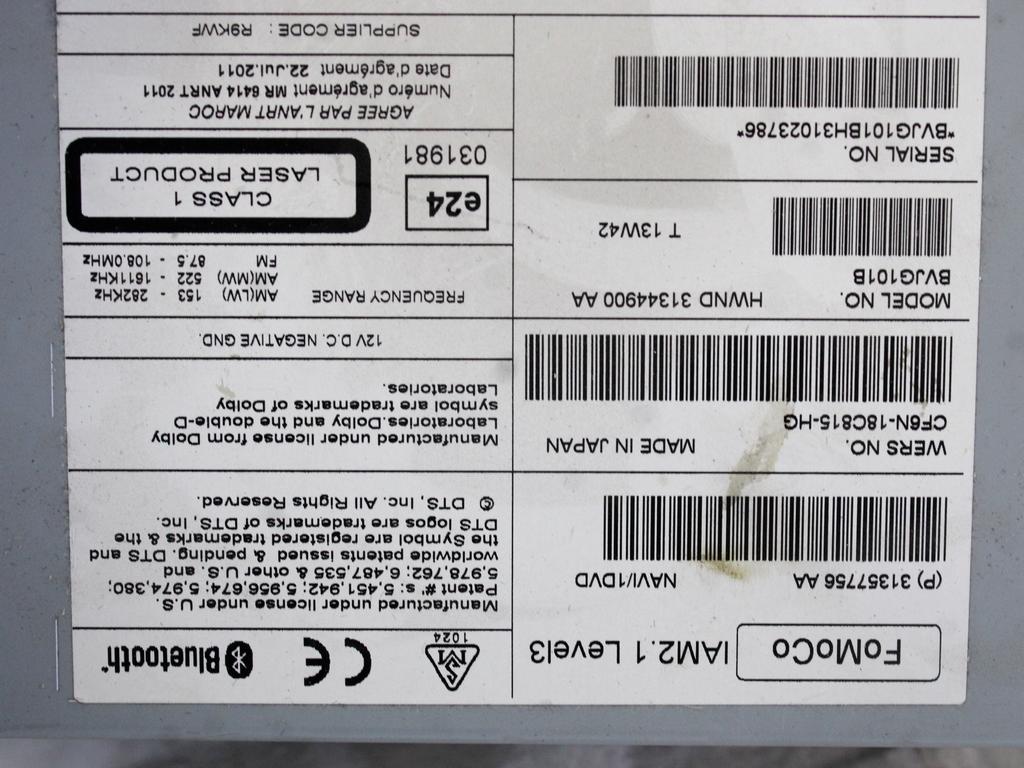 FoMoCo IAM2.1 Level3
(P) 31357756 AA NAVI/1DVD
WERS NO. MADE IN JAPAN
CF6N-18C815-HG
MODEL NO. HWND 31344900 AA
BVJG101B
T 13W42
SERIAL NO.
*BVJG101BH31023786*
1024
Bluetooth
Manufactured under license under U.S.
Patent #' s: 5,451,942; 5,956,674; 5,974,380;
5,978,762; 6,487,535 & other U.S. and
worldwide patents issued & pending. DTS and
the Symbol are registered trademarks & the
DTS logos are trademarks of DTS, Inc.
© DTS, Inc. All Rights Reserved.
Manufactured under license from Dolby
Laboratories.Dolby and the double-D
symbol are trademarks of Dolby
Laboratories.
12V D.C. NEGATIVE GND.
FREQUENCY RANGE AM(LW) 153 - 282KHz
AM(MW) 522 - 1611KHz
FM 87.5 - 108.0MHz
e24
031981
CLASS 1
LASER PRODUCT
AGREE PAR L'ANRT MAROC
Numéro d'agrément MR 6414 ANRT 2011
Date d'agrément 22.Jul.2011
SUPPLIER CODE : R9KWF